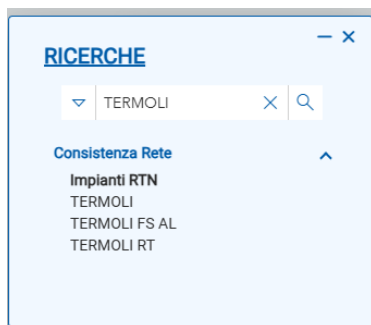 RICERCHE
TERMOLI
Consistenza Rete
Impianti RTN
TERMOLI
TERMOLI FS AL
TERMOLI RT